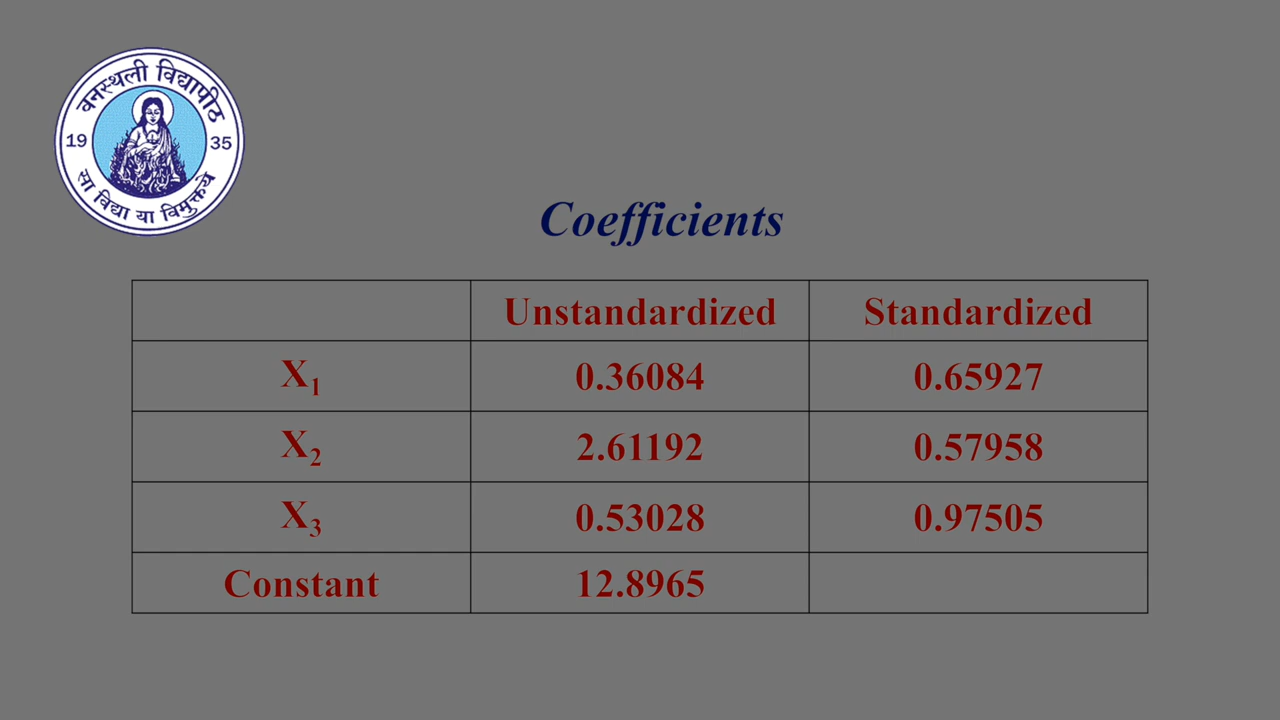 वनस्थली विद्यापीठ
19 35
सा विद्या या विमुक्तये
Coefficients
Unstandardized Standardized
X₁ 0.36084 0.65927
X₂ 2.61192 0.57958
X₃ 0.53028 0.97505
Constant 12.8965